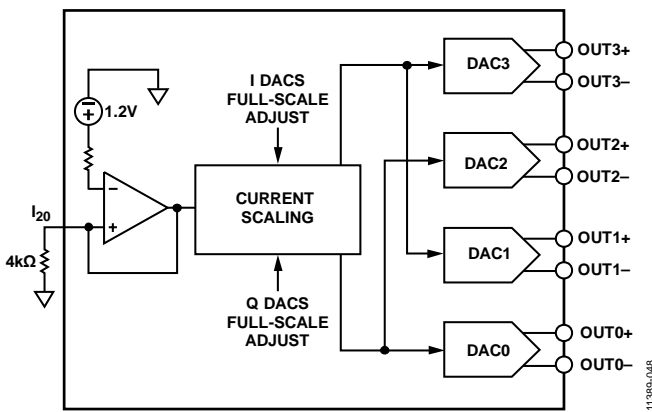 1.2V
−
+
I DACS
FULL-SCALE
ADJUST
I20
−
+
4kΩ
CURRENT
SCALING
Q DACS
FULL-SCALE
ADJUST
DAC3
OUT3+
OUT3–
DAC2
OUT2+
OUT2–
DAC1
OUT1+
OUT1–
DAC0
OUT0+
OUT0–
11389-048